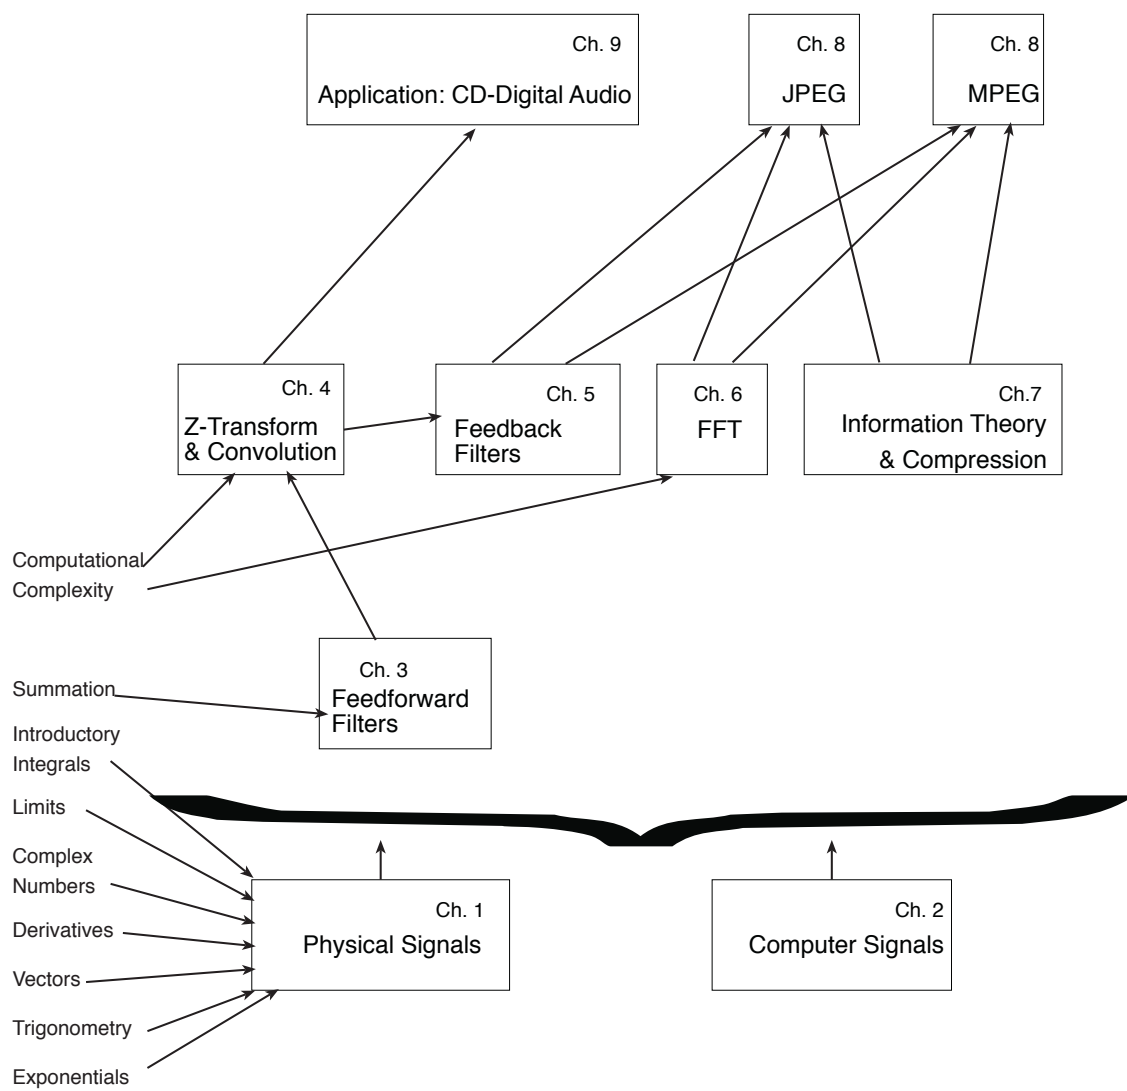 Ch. 9
Application: CD-Digital Audio
Ch. 8
JPEG
Ch. 8
MPEG
Ch. 4
Z-Transform
& Convolution
Ch. 5
Feedback
Filters
Ch. 6
FFT
Ch.7
Information Theory
& Compression
Computational
Complexity
Ch. 3
Feedforward
Filters
Summation
Introductory
Integrals
Limits
Complex
Numbers
Derivatives
Vectors
Trigonometry
Exponentials
Ch. 1
Physical Signals
Ch. 2
Computer Signals